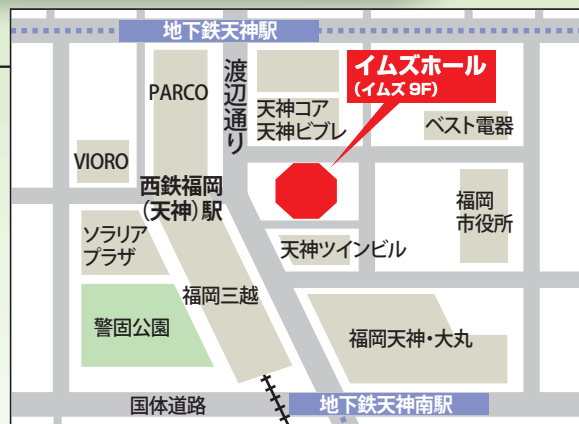 地下鉄天神駅
イムズホール
(イムズ 9F)
PARCO
渡辺通り
天神コア
天神ビブレ
ベスト電器
VIORO
西鉄福岡
(天神)駅
福岡
市役所
ソラリア
プラザ
天神ツインビル
福岡三越
警固公園
福岡天神・大丸
国体道路
地下鉄天神南駅